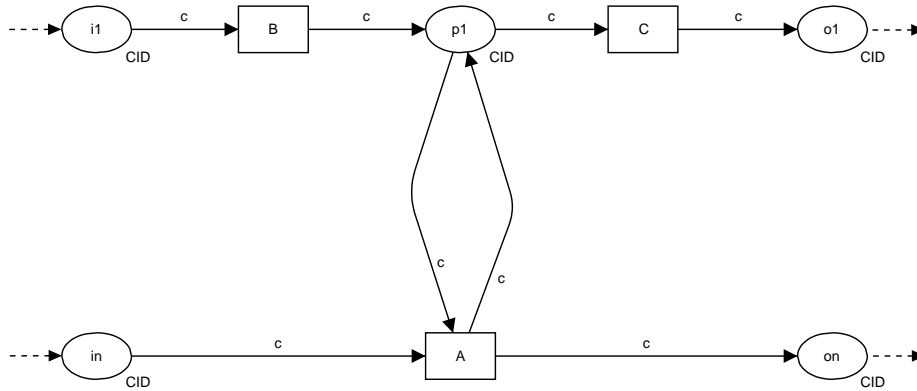 c c c c
i1 B p1 C o1
CID CID CID
c
c
c c
in A on
CID CID